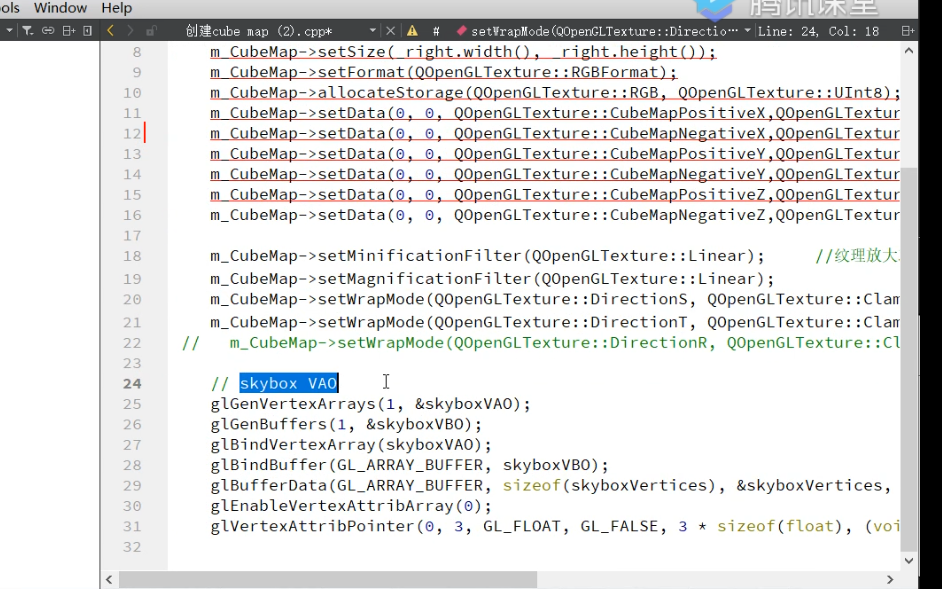 ols Window Help
腾讯课堂
创建cube map (2).cpp* # setWrapMode(QOpenGLTexture::Directio… Line: 24, Col: 18
8 m_CubeMap->setSize(_right.width(), _right.height());
9 m_CubeMap->setFormat(QOpenGLTexture::RGBFormat);
10 m_CubeMap->allocateStorage(QOpenGLTexture::RGB, QOpenGLTexture::UInt8);
11 m_CubeMap->setData(0, 0, QOpenGLTexture::CubeMapPositiveX,QOpenGLTextur
12 m_CubeMap->setData(0, 0, QOpenGLTexture::CubeMapNegativeX,QOpenGLTextur
13 m_CubeMap->setData(0, 0, QOpenGLTexture::CubeMapPositiveY,QOpenGLTextur
14 m_CubeMap->setData(0, 0, QOpenGLTexture::CubeMapNegativeY,QOpenGLTextur
15 m_CubeMap->setData(0, 0, QOpenGLTexture::CubeMapPositiveZ,QOpenGLTextur
16 m_CubeMap->setData(0, 0, QOpenGLTexture::CubeMapNegativeZ,QOpenGLTextur
17
18 m_CubeMap->setMinificationFilter(QOpenGLTexture::Linear); //纹理放大
19 m_CubeMap->setMagnificationFilter(QOpenGLTexture::Linear);
20 m_CubeMap->setWrapMode(QOpenGLTexture::DirectionS, QOpenGLTexture::Clam
21 m_CubeMap->setWrapMode(QOpenGLTexture::DirectionT, QOpenGLTexture::Clam
22 // m_CubeMap->setWrapMode(QOpenGLTexture::DirectionR, QOpenGLTexture::Cl
23
24 // skybox VAO
25 glGenVertexArrays(1, &skyboxVAO);
26 glGenBuffers(1, &skyboxVBO);
27 glBindVertexArray(skyboxVAO);
28 glBindBuffer(GL_ARRAY_BUFFER, skyboxVBO);
29 glBufferData(GL_ARRAY_BUFFER, sizeof(skyboxVertices), &skyboxVertices,
30 glEnableVertexAttribArray(0);
31 glVertexAttribPointer(0, 3, GL_FLOAT, GL_FALSE, 3 * sizeof(float), (voi
32